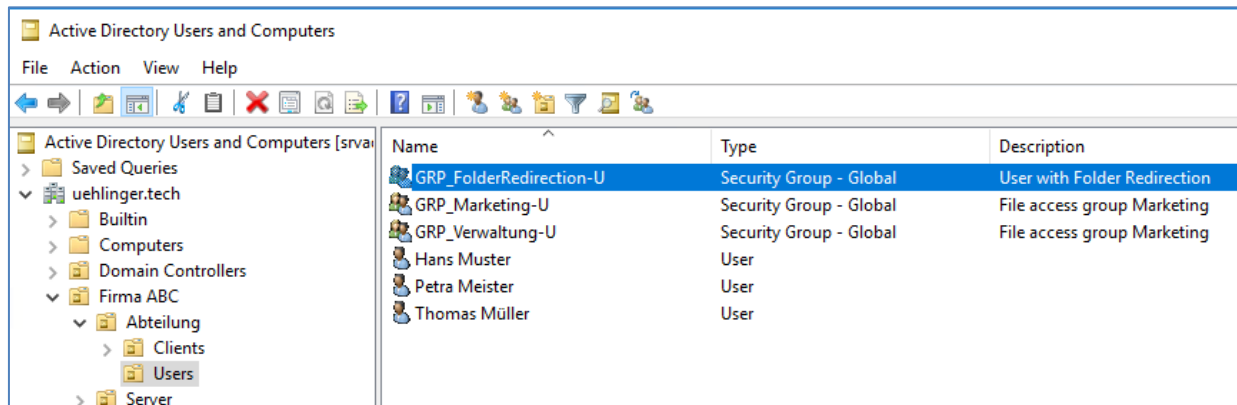 Active Directory Users and Computers
File Action View Help
Active Directory Users and Computers [srva
Saved Queries
uehlinger.tech
Builtin
Computers
Domain Controllers
Firma ABC
Abteilung
Clients
Users
Server
Name Type Description
GRP_FolderRedirection-U Security Group - Global User with Folder Redirection
GRP_Marketing-U Security Group - Global File access group Marketing
GRP_Verwaltung-U Security Group - Global File access group Marketing
Hans Muster User
Petra Meister User
Thomas Müller User